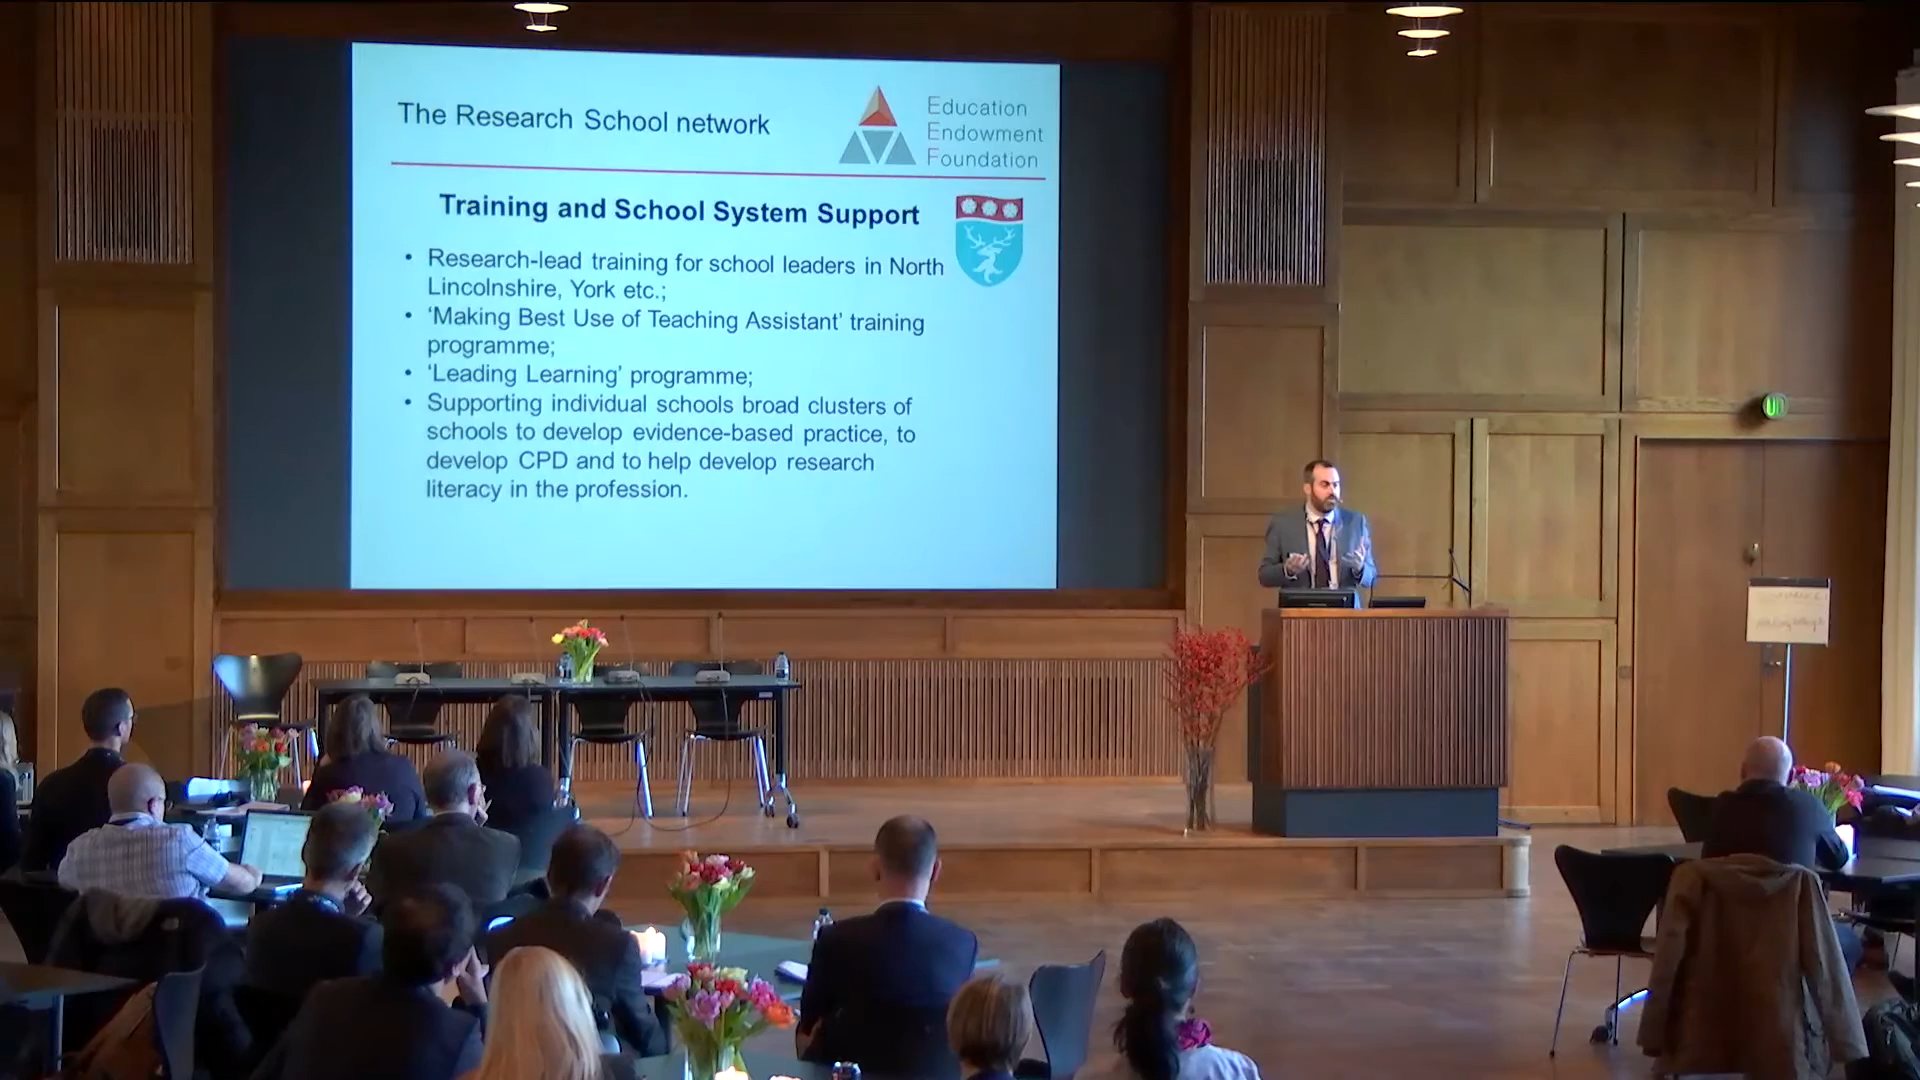 The Research School network
Education
Endowment
Foundation
Training and School System Support
• Research-lead training for school leaders in North
Lincolnshire, York etc.;
• ‘Making Best Use of Teaching Assistant’ training
programme;
• ‘Leading Learning’ programme;
• Supporting individual schools broad clusters of
schools to develop evidence-based practice, to
develop CPD and to help develop research
literacy in the profession.